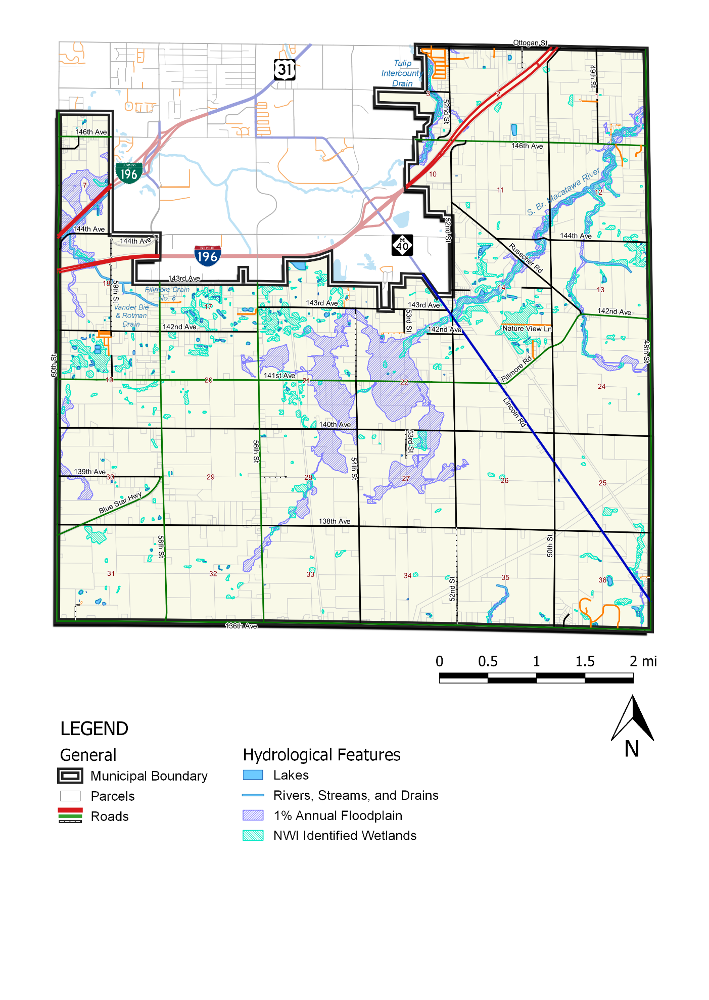 Ottogan St
Tulip
Intercounty
Drain
31
49th St
3
2
1
52nd St
146th Ave
146th Ave
BUSINESS
196
7
10
11
S. Br. Macatawa River
12
144th Ave
144th Ave
52nd St
144th Ave
M
40
INTERSTATE
196
Russcher Rd
143rd Ave
18
59th St
Fillmore Drain
No. 8
14
13
Vander Bie
& Rotman
Drain
17
143rd Ave
143rd Ave
53rd St
142nd Ave
142nd Ave
142nd Ave
Nature View Ln
60th St
48th St
Fillmore Rd
19
20
141st Ave
21
22
24
Lincoln Rd
140th Ave
53rd St
56th St
54th St
139th Ave
30
29
28
27
26
25
Blue Star Hwy
138th Ave
58th St
50th St
31
32
33
34
35
36
52nd St
136th Ave
0 0.5 1 1.5 2 mi
N
LEGEND
General
Municipal Boundary
Parcels
Roads
Hydrological Features
Lakes
Rivers, Streams, and Drains
1% Annual Floodplain
NWI Identified Wetlands